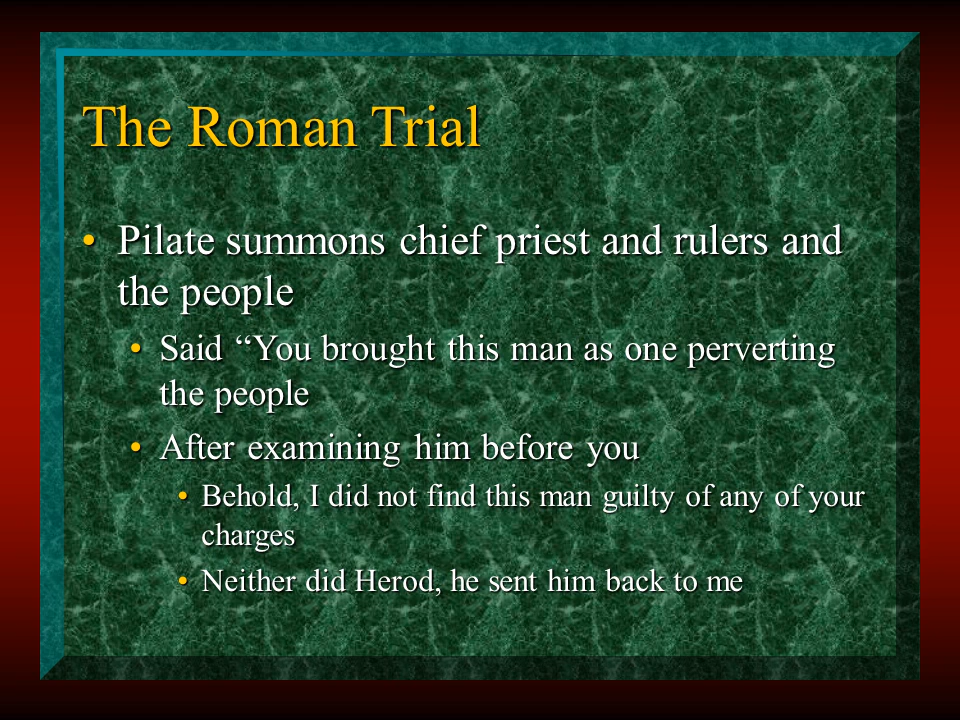 The Roman Trial
• Pilate summons chief priest and rulers and
the people
• Said “You brought this man as one perverting
the people
• After examining him before you
• Behold, I did not find this man guilty of any of your
charges
• Neither did Herod, he sent him back to me